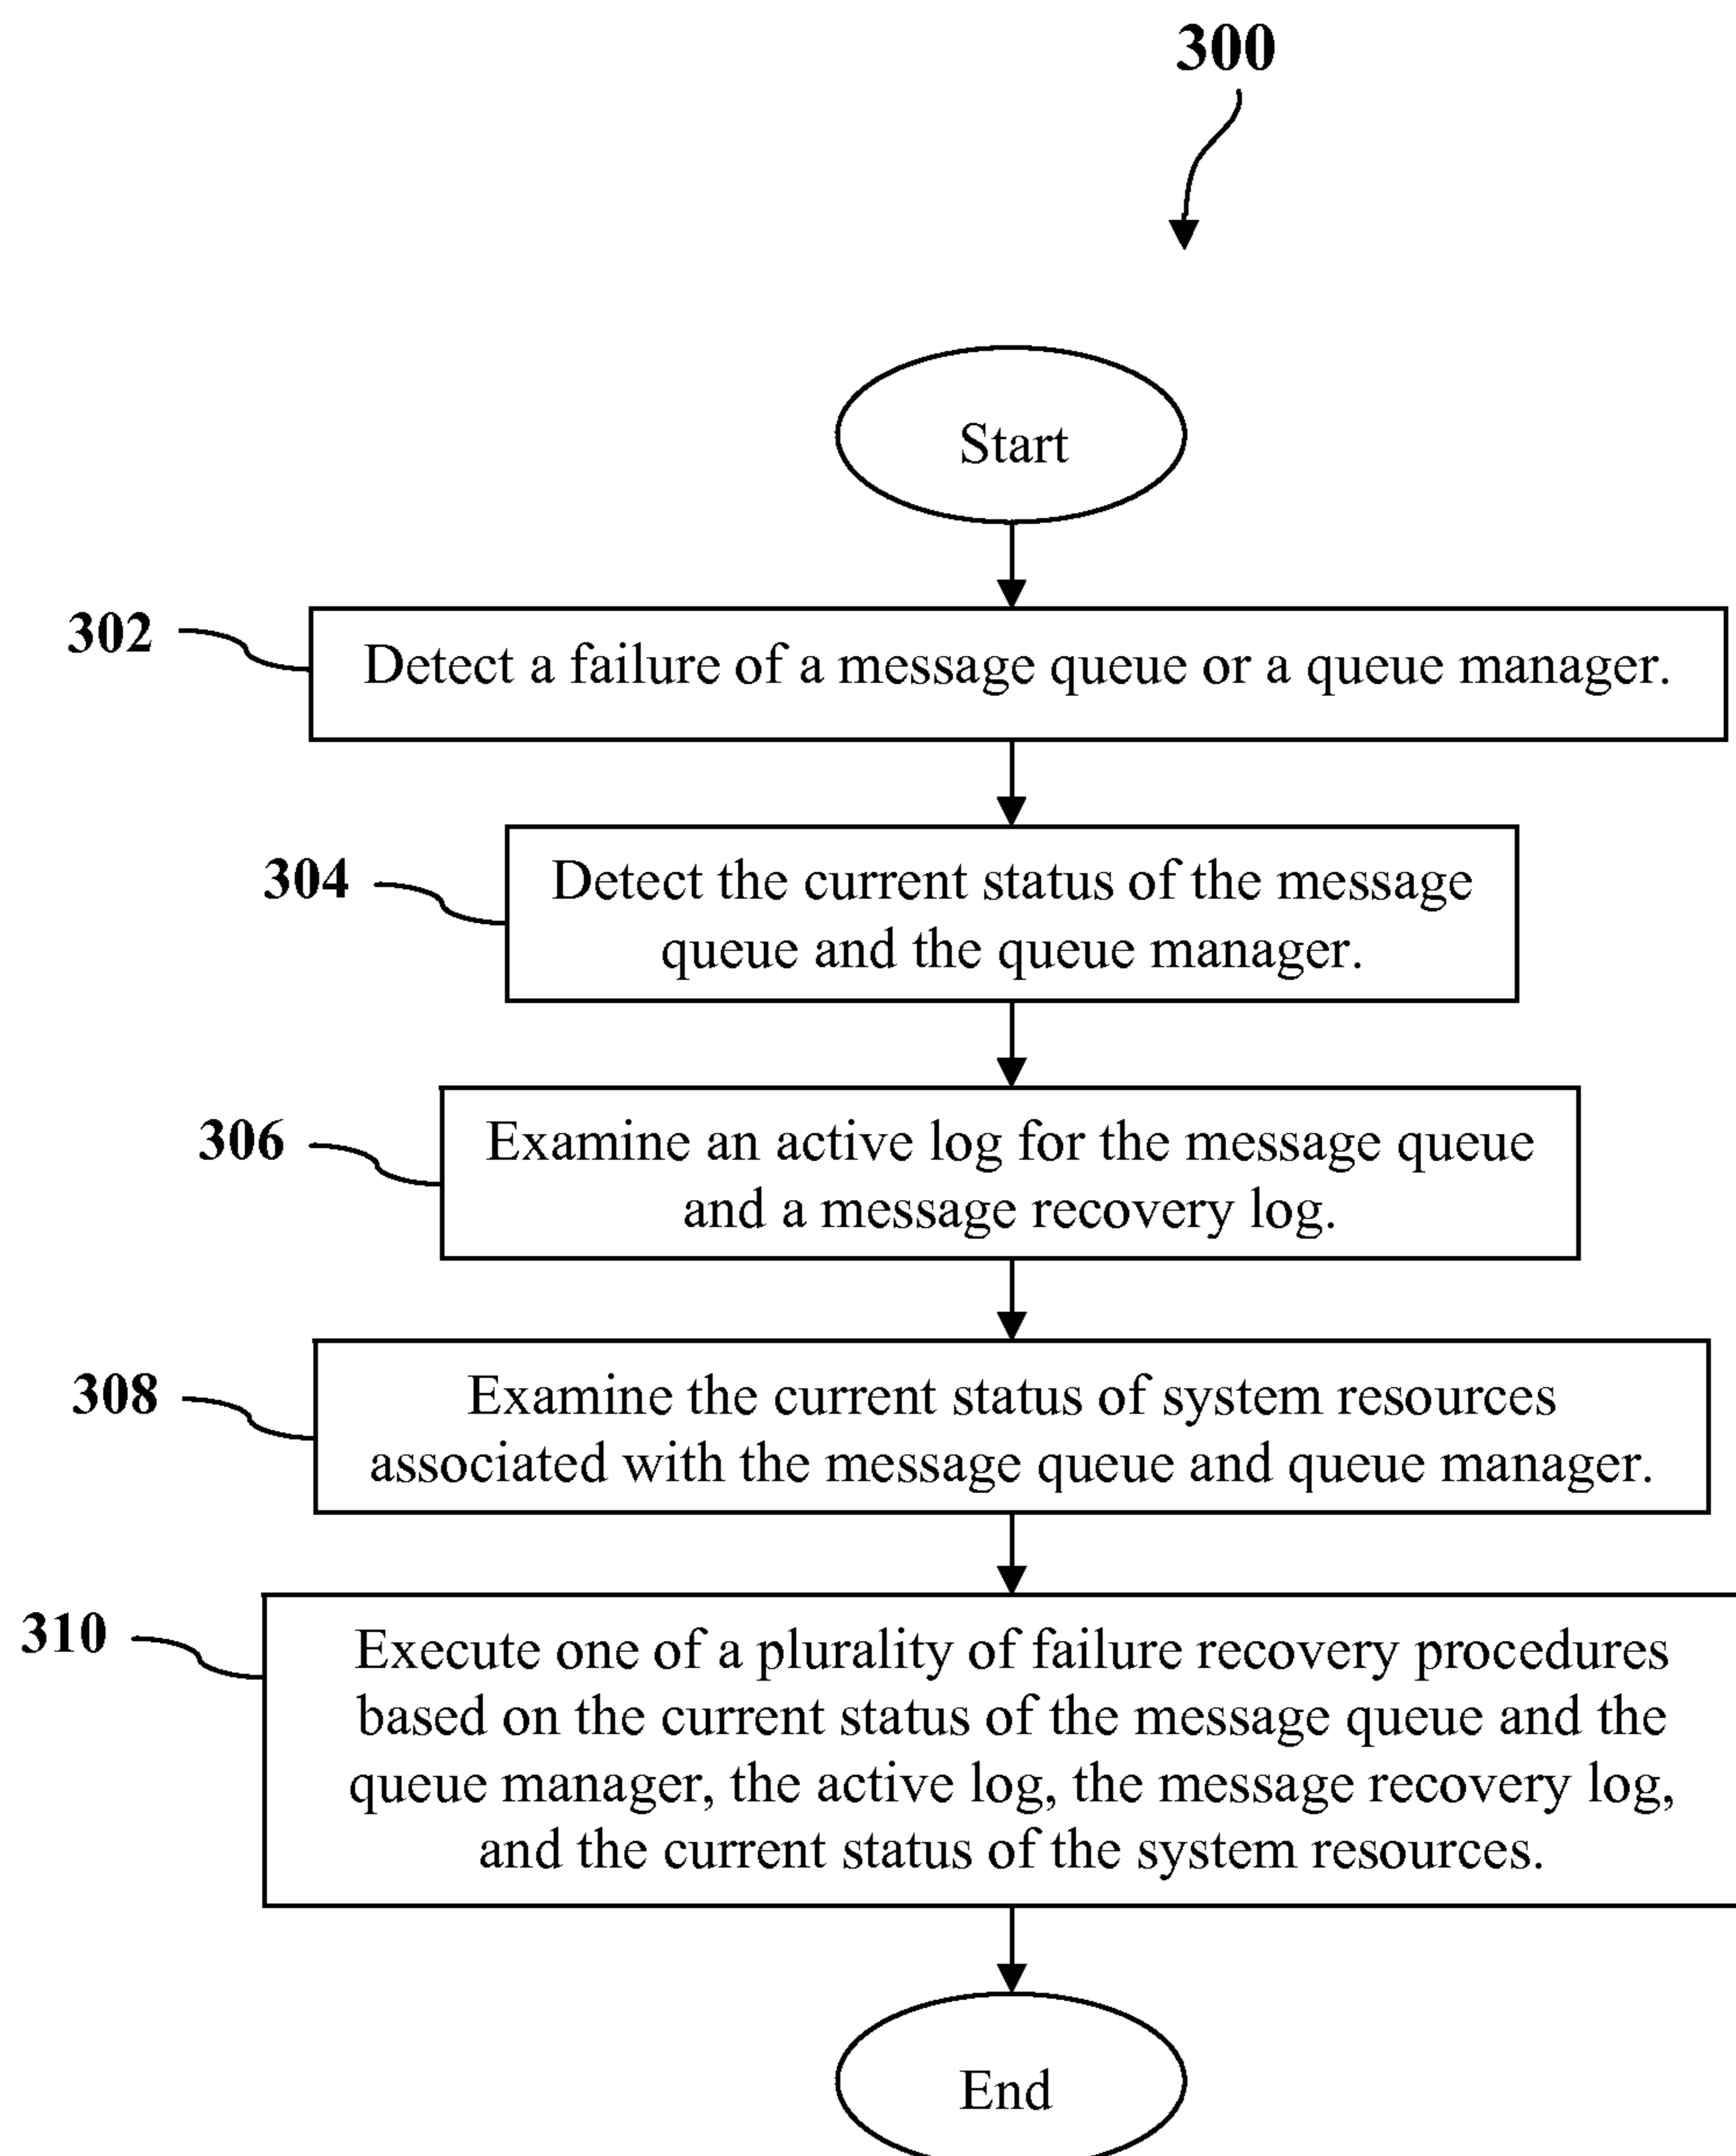 300
Start
302
Detect a failure of a message queue or a queue manager.
304
Detect the current status of the message
queue and the queue manager.
306
Examine an active log for the message queue
and a message recovery log.
308
Examine the current status of system resources
associated with the message queue and queue manager.
310
Execute one of a plurality of failure recovery procedures
based on the current status of the message queue and the
queue manager, the active log, the message recovery log,
and the current status of the system resources.
End